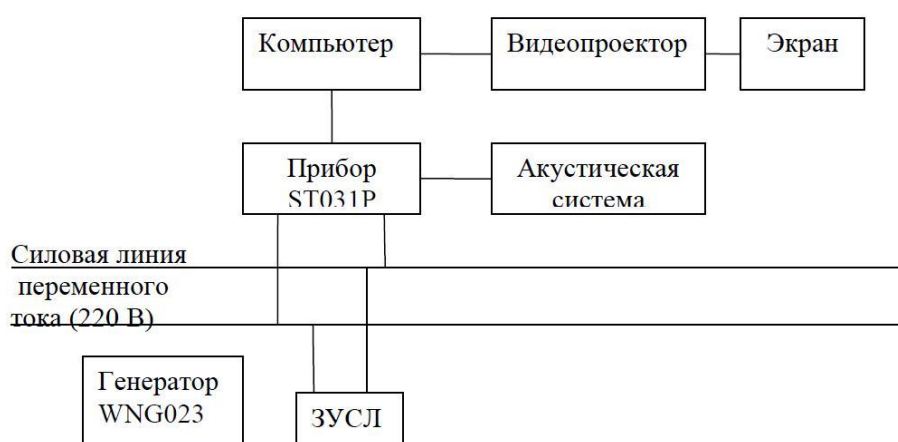 Компьютер
Видеопроектор
Экран
Прибор
ST031P
Акустическая
система
Силовая линия
переменного
тока (220 В)
Генератор
WNG023
ЗУСЛ